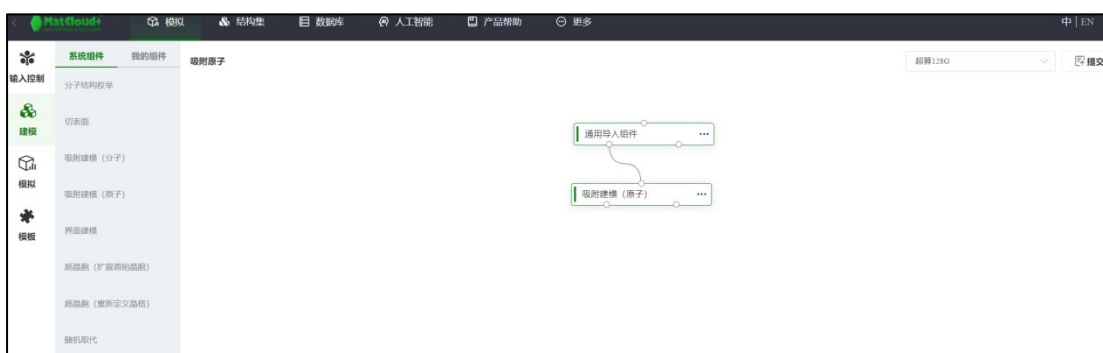 MatCloud+ 模拟 结构集 数据库 人工智能 产品帮助 更多 中 | EN
输入控制
建模
模拟
模板
系统组件 我的组件
分子结构枚举
切表面
吸附建模（分子）
吸附建模（原子）
界面建模
超晶胞（扩展原始晶胞）
超晶胞（重新定义晶格）
随机取代
吸附原子
超算128G
提交
通用导入组件
吸附建模（原子）